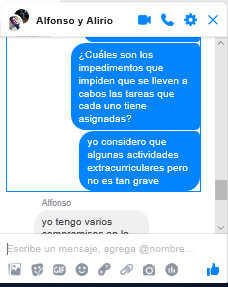 Alfonso y Alirio
¿Cuáles son los
impedimentos que
impiden que se lleven a
cabos las tareas que
cada uno tiene
asignadas?
yo considero que
algunas actividades
extracurriculares pero
no es tan grave
Alfonso
yo tengo varios
compromisos en la
Escribe un mensaje, agrega @nombre...
GIF